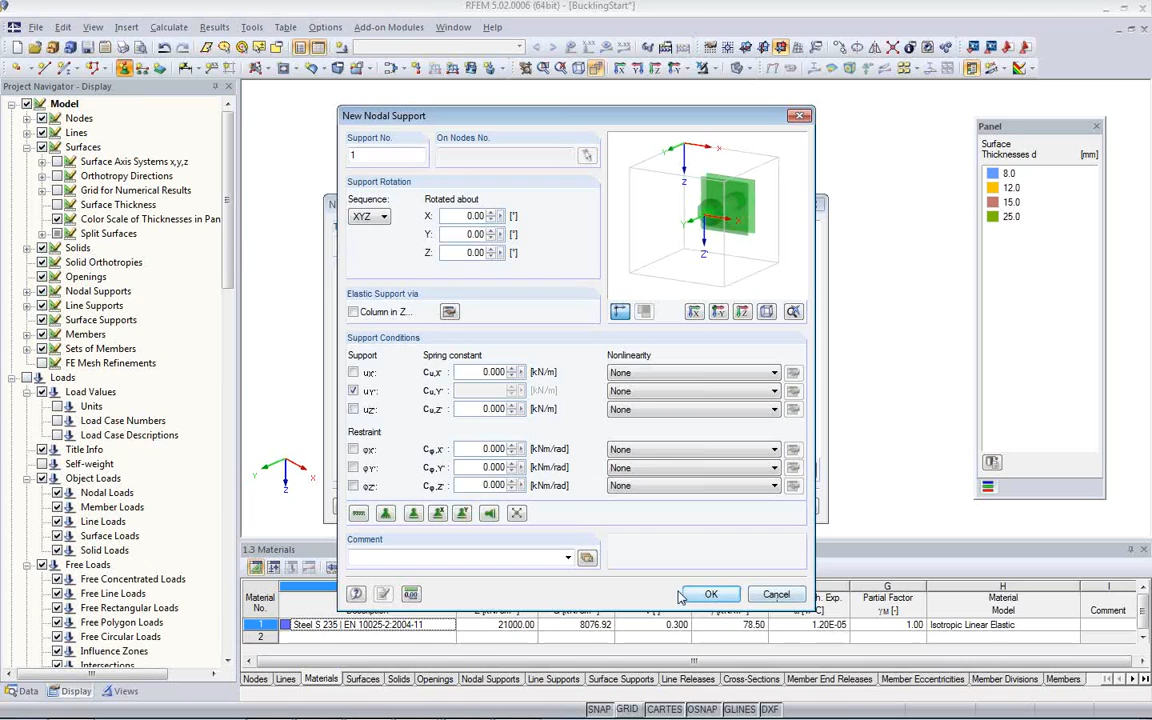 RFEM 5.02.0006 (64bit) - [BucklingStart*]
File Edit View Insert Calculate Results Tools Table Options Add-on Modules Window Help
Project Navigator - Display
Model
Nodes
Lines
Surfaces
Surface Axis Systems x,y,z
Orthotropy Directions
Grid for Numerical Results
Surface Thickness
Color Scale of Thicknesses in Pan
Split Surfaces
Solids
Solid Orthotropies
Openings
Nodal Supports
Line Supports
Surface Supports
Members
Sets of Members
FE Mesh Refinements
Loads
Load Values
Units
Load Case Numbers
Load Case Descriptions
Title Info
Self-weight
Object Loads
Nodal Loads
Member Loads
Line Loads
Surface Loads
Solid Loads
Free Loads
Free Concentrated Loads
Free Line Loads
Free Rectangular Loads
Free Polygon Loads
Free Circular Loads
Influence Zones
Intersections
Data Display Views
New Nodal Support
Support No.
1
On Nodes No.
Support Rotation
Sequence:
XYZ
Rotated about
X: 0.00 [°]
Y: 0.00 [°]
Z: 0.00 [°]
Elastic Support via
Column in Z...
Support Conditions
Support Spring constant Nonlinearity
uX': Cu,X' : 0.000 [kN/m] None
uY': Cu,Y' : [kN/m] None
uZ': Cu,Z' : 0.000 [kN/m] None
Restraint
φX': Cφ,X' : 0.000 [kNm/rad] None
φY': Cφ,Y' : 0.000 [kNm/rad] None
φZ': Cφ,Z' : 0.000 [kNm/rad] None
Comment
OK Cancel
Panel
Surface
Thicknesses d [mm]
8.0
12.0
15.0
25.0
1.3 Materials
Material
No.
G
Partial Factor
γM [-]
H
Material
Model
I
Comment
1 Steel S 235 | EN 10025-2:2004-11 21000.00 8076.92 0.300 78.50 1.20E-05 1.00 Isotropic Linear Elastic
2
Nodes Lines Materials Surfaces Solids Openings Nodal Supports Line Supports Surface Supports Line Releases Cross-Sections Member End Releases Member Eccentricities Member Divisions Members
SNAP GRID CARTES OSNAP GLINES DXF